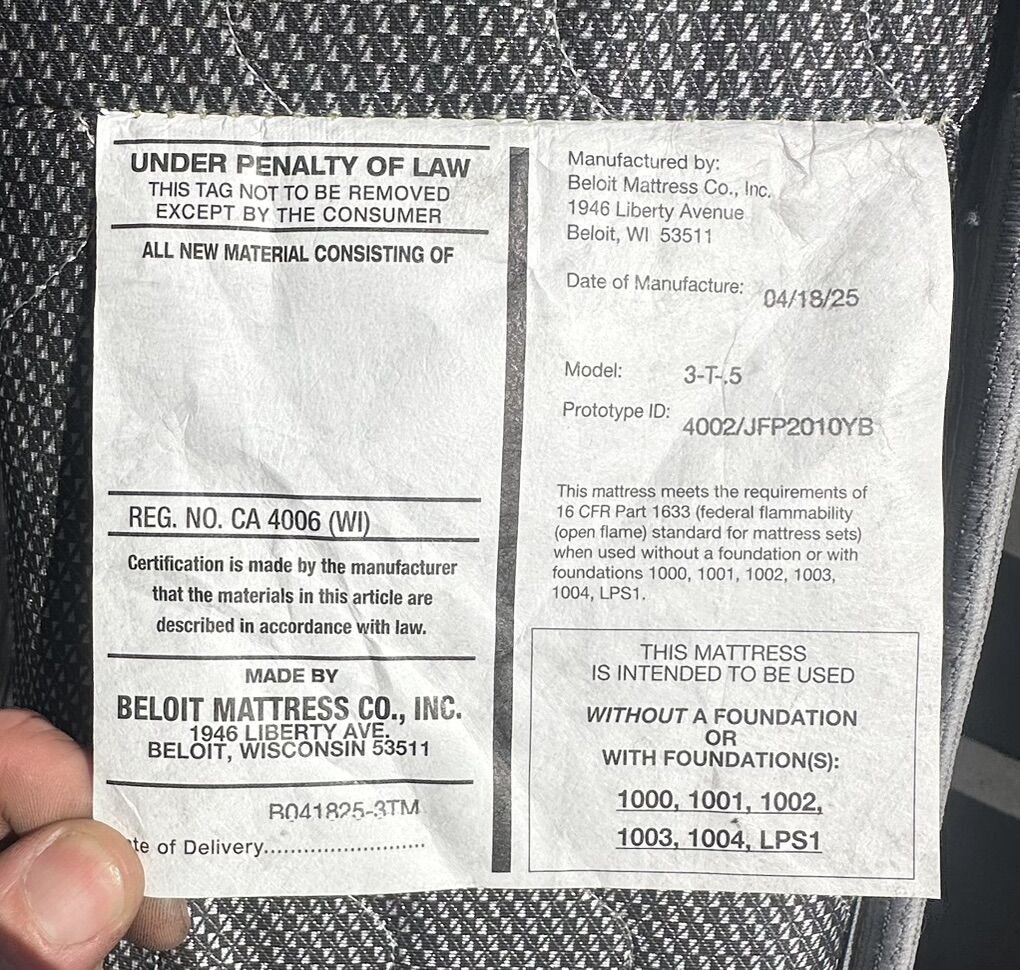 UNDER PENALTY OF LAW
THIS TAG NOT TO BE REMOVED
EXCEPT BY THE CONSUMER
ALL NEW MATERIAL CONSISTING OF
REG. NO. CA 4006 (WI)
Certification is made by the manufacturer
that the materials in this article are
described in accordance with law.
MADE BY
BELOIT MATTRESS CO., INC.
1946 LIBERTY AVE.
BELOIT, WISCONSIN 53511
R041825-3TM
te of Delivery..........................
Manufactured by:
Beloit Mattress Co., Inc.
1946 Liberty Avenue
Beloit, WI 53511
Date of Manufacture: 04/18/25
Model: 3-T-.5
Prototype ID: 4002/JFP2010YB
This mattress meets the requirements of
16 CFR Part 1633 (federal flammability
(open flame) standard for mattress sets)
when used without a foundation or with
foundations 1000, 1001, 1002, 1003,
1004, LPS1.
THIS MATTRESS
IS INTENDED TO BE USED
WITHOUT A FOUNDATION
OR
WITH FOUNDATION(S):
1000, 1001, 1002,
1003, 1004, LPS1